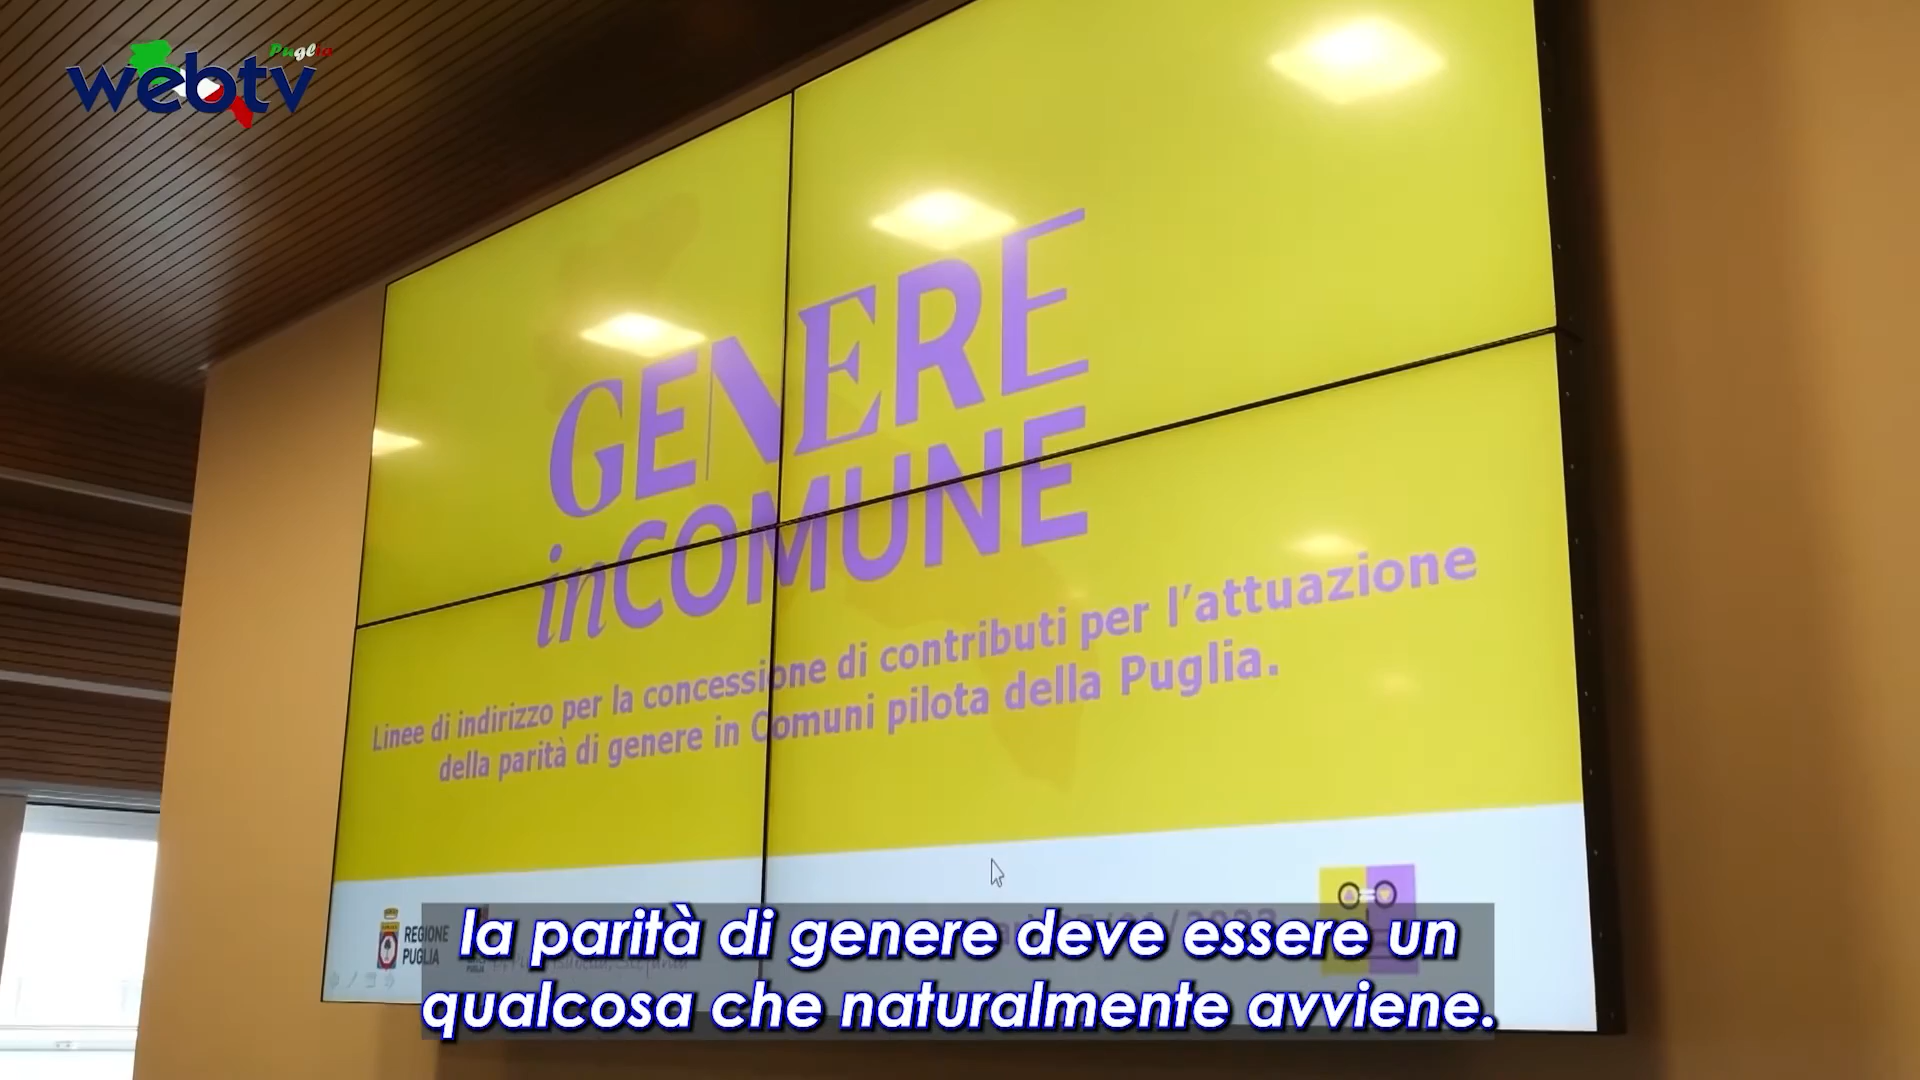 Puglia
webtv
GENERE
inCOMUNE
Linee di indirizzo per la concessione di contributi per l'attuazione
della parità di genere in Comuni pilota della Puglia.
REGIONE
PUGLIA
la parità di genere deve essere un
qualcosa che naturalmente avviene.